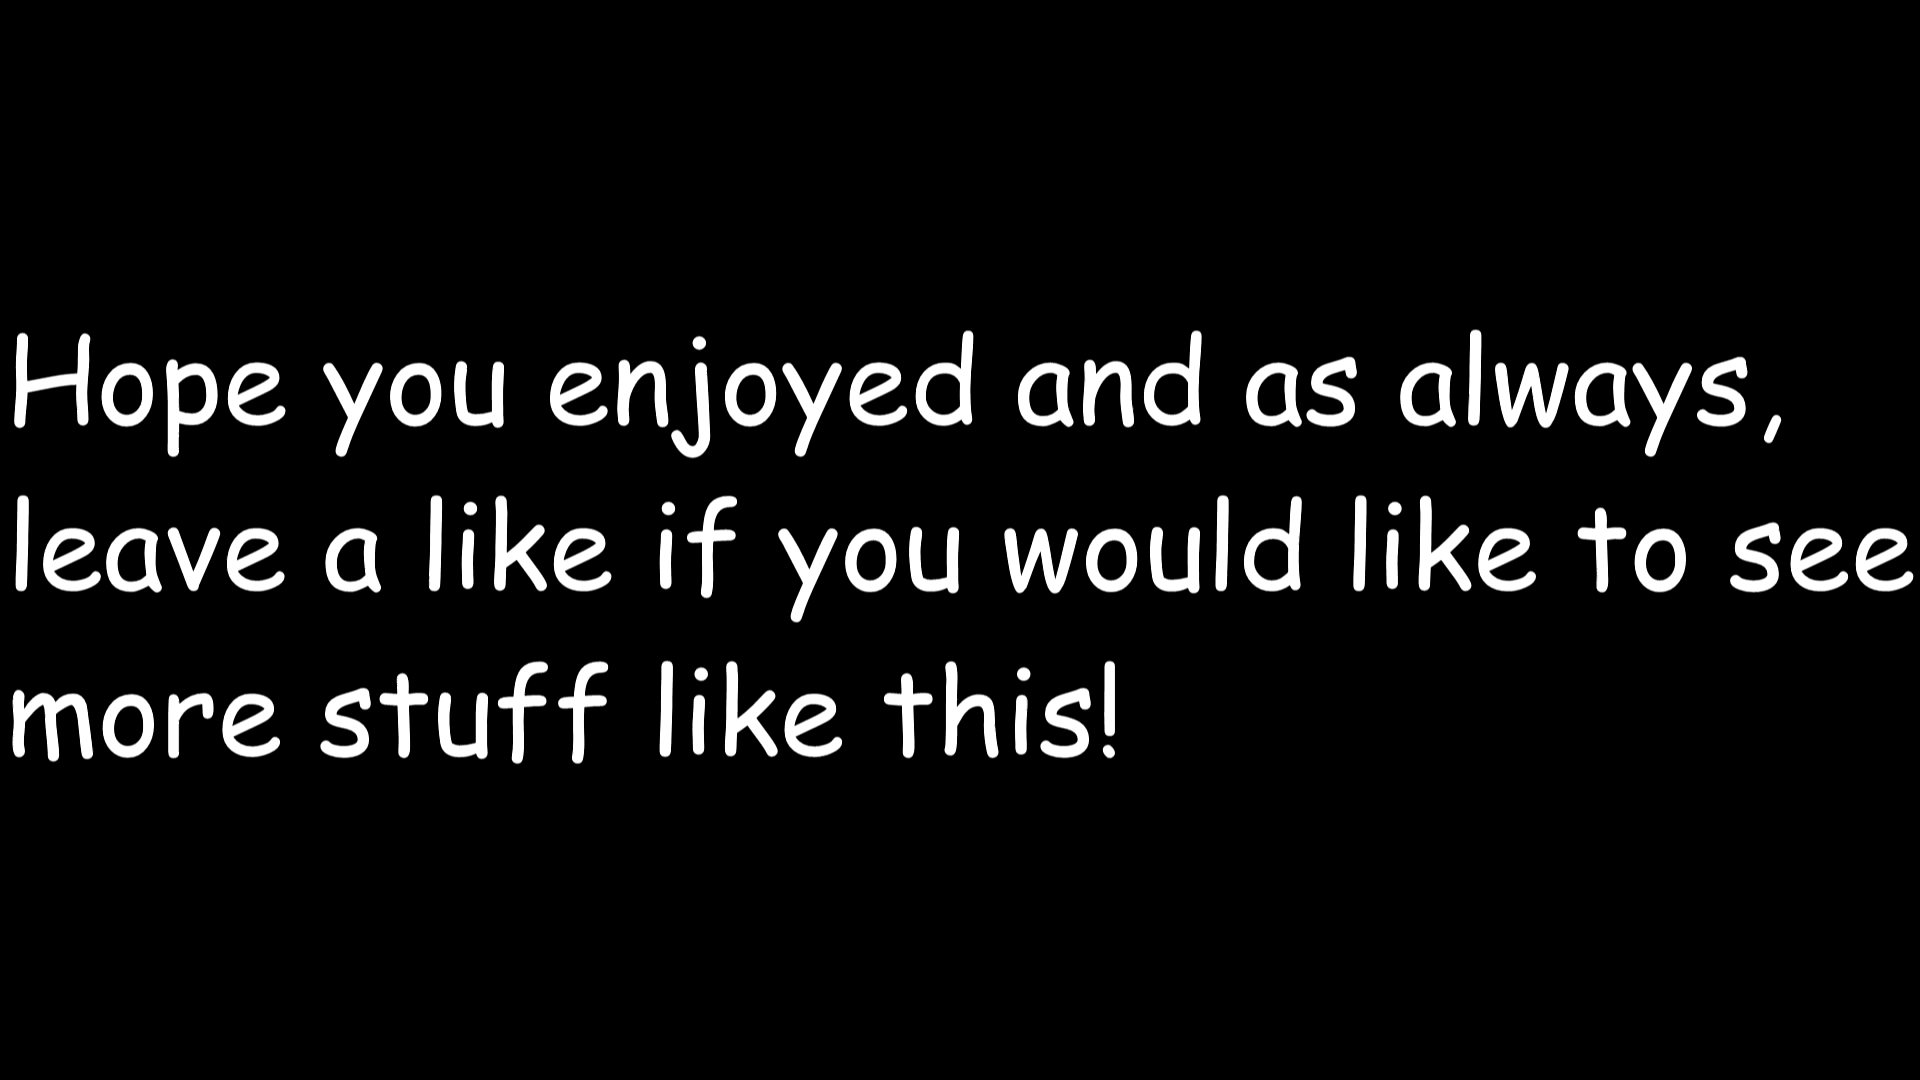 Hope you enjoyed and as always,
leave a like if you would like to see
more stuff like this!